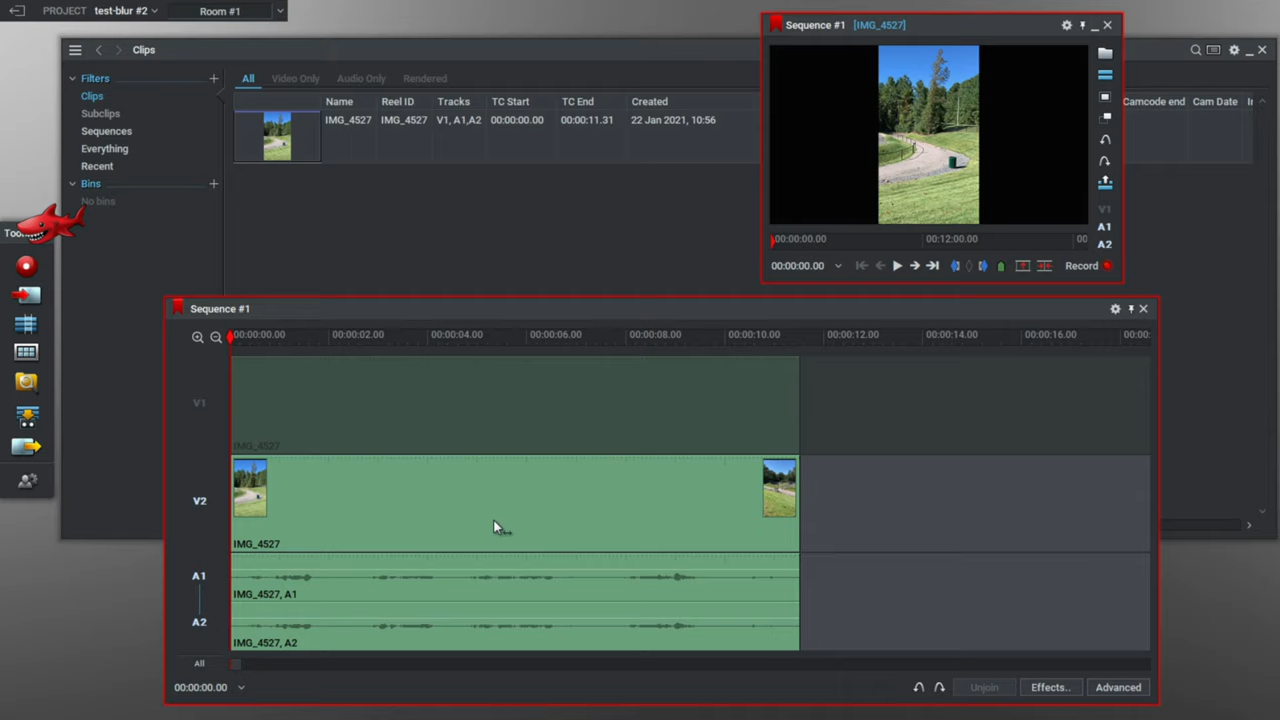 PROJECT test-blur #2 Room #1
Clips
Filters
Clips
Subclips
Sequences
Everything
Recent
Bins
No bins
All Video Only Audio Only Rendered
Name Reel ID Tracks TC Start TC End Created Camcode end Cam Date
IMG_4527 IMG_4527 V1, A1,A2 00:00:00.00 00:00:11.31 22 Jan 2021, 10:56
Sequence #1 [IMG_4527]
00:00:00.00 00:12:00.00 00
V1
A1
A2
00:00:00.00 Record
Sequence #1
00:00:00.00 00:00:02.00 00:00:04.00 00:00:06.00 00:00:08.00 00:00:10.00 00:00:12.00 00:00:14.00 00:00:16.00 00:00:
V1
IMG_4527
V2
IMG_4527
A1
IMG_4527, A1
A2
IMG_4527, A2
All
00:00:00.00 Unjoin Effects.. Advanced